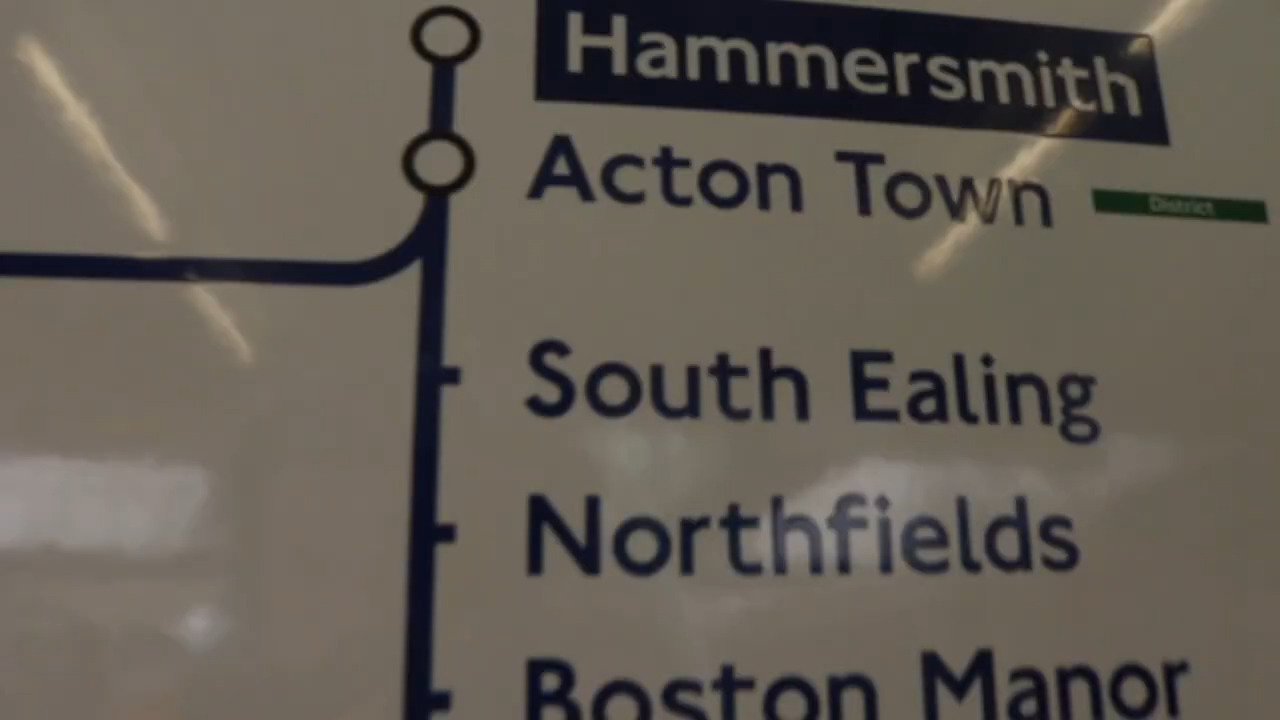 Hammersmith
Acton Town
District
South Ealing
Northfields
Boston Manor